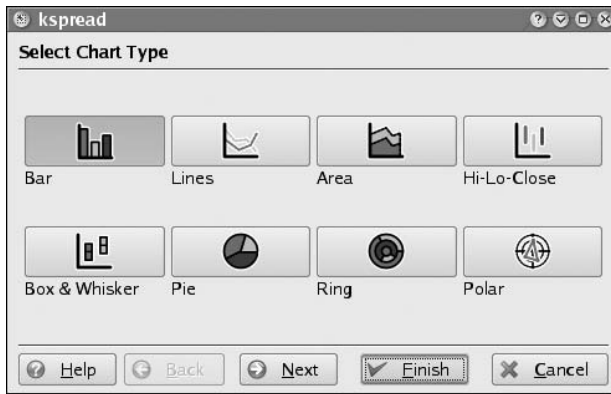 kspread
Select Chart Type
Bar Lines Area Hi-Lo-Close
Box & Whisker Pie Ring Polar
Help Back Next Finish Cancel